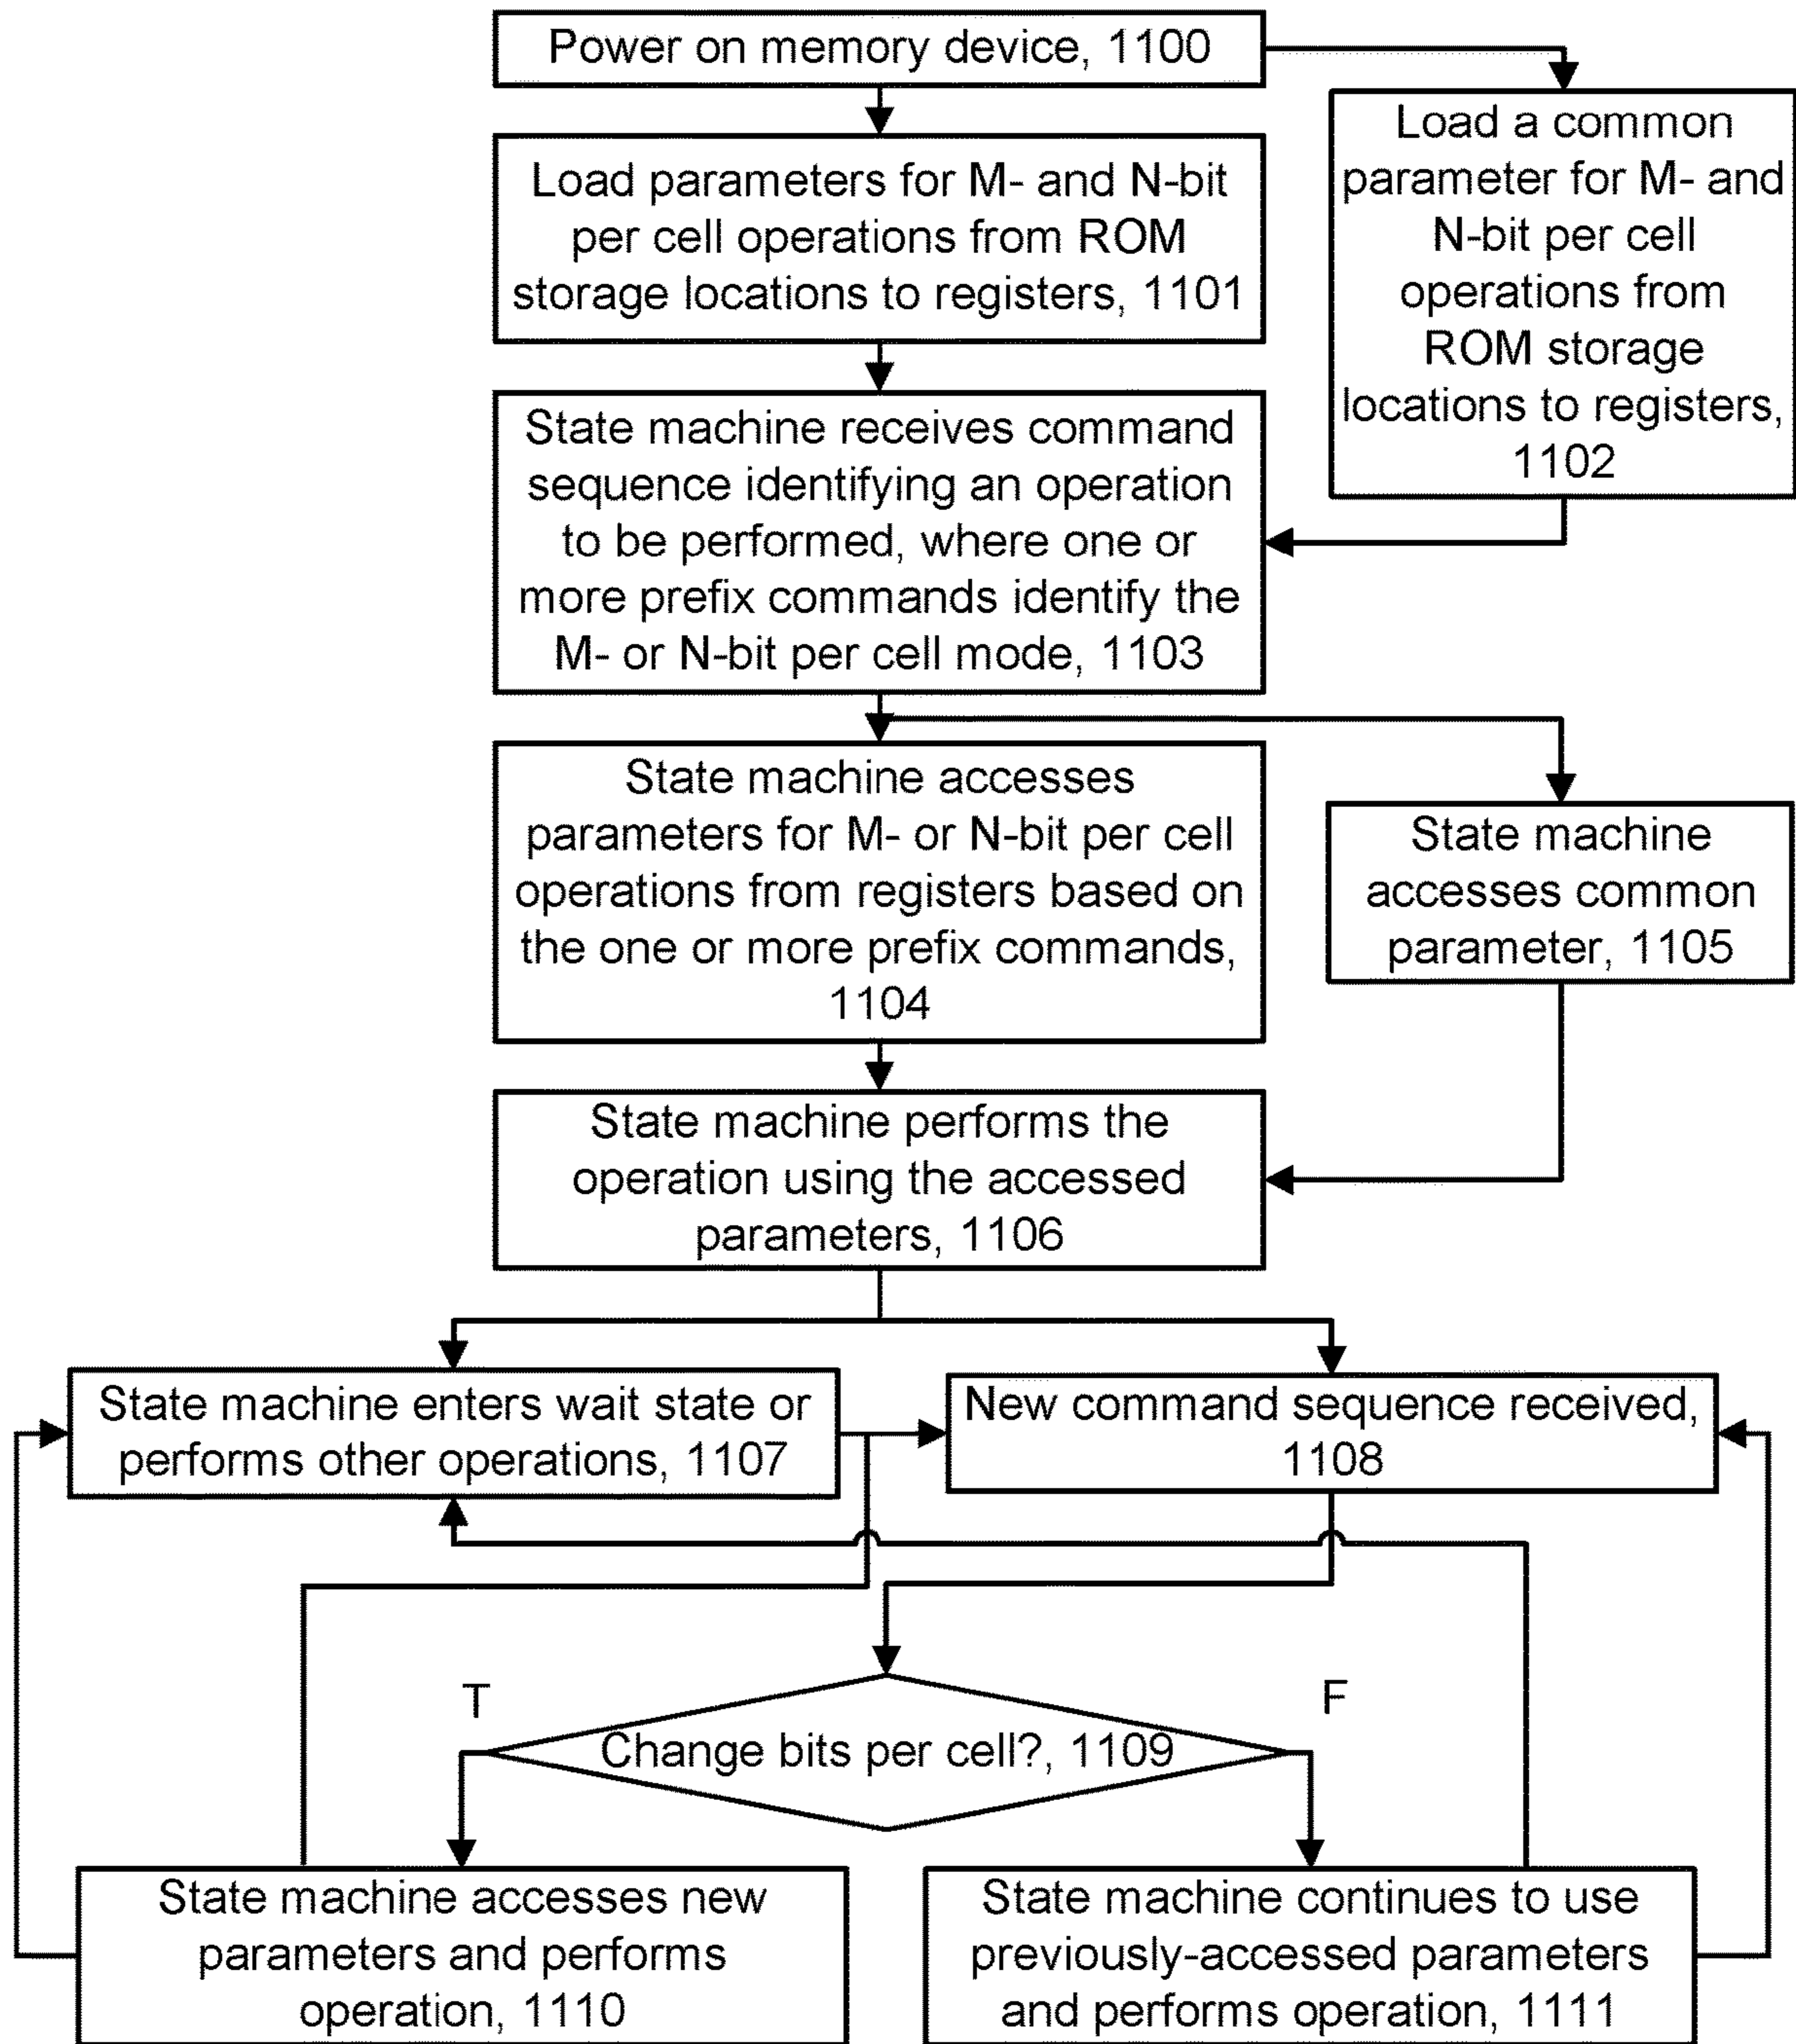 Power on memory device, 1100
Load parameters for M- and N-bit
per cell operations from ROM
storage locations to registers, 1101
Load a common
parameter for M- and
N-bit per cell
operations from
ROM storage
locations to registers,
1102
State machine receives command
sequence identifying an operation
to be performed, where one or
more prefix commands identify the
M- or N-bit per cell mode, 1103
State machine accesses
parameters for M- or N-bit per cell
operations from registers based on
the one or more prefix commands,
1104
State machine
accesses common
parameter, 1105
State machine performs the
operation using the accessed
parameters, 1106
State machine enters wait state or
performs other operations, 1107
New command sequence received,
1108
T
F
Change bits per cell?, 1109
State machine accesses new
parameters and performs
operation, 1110
State machine continues to use
previously-accessed parameters
and performs operation, 1111